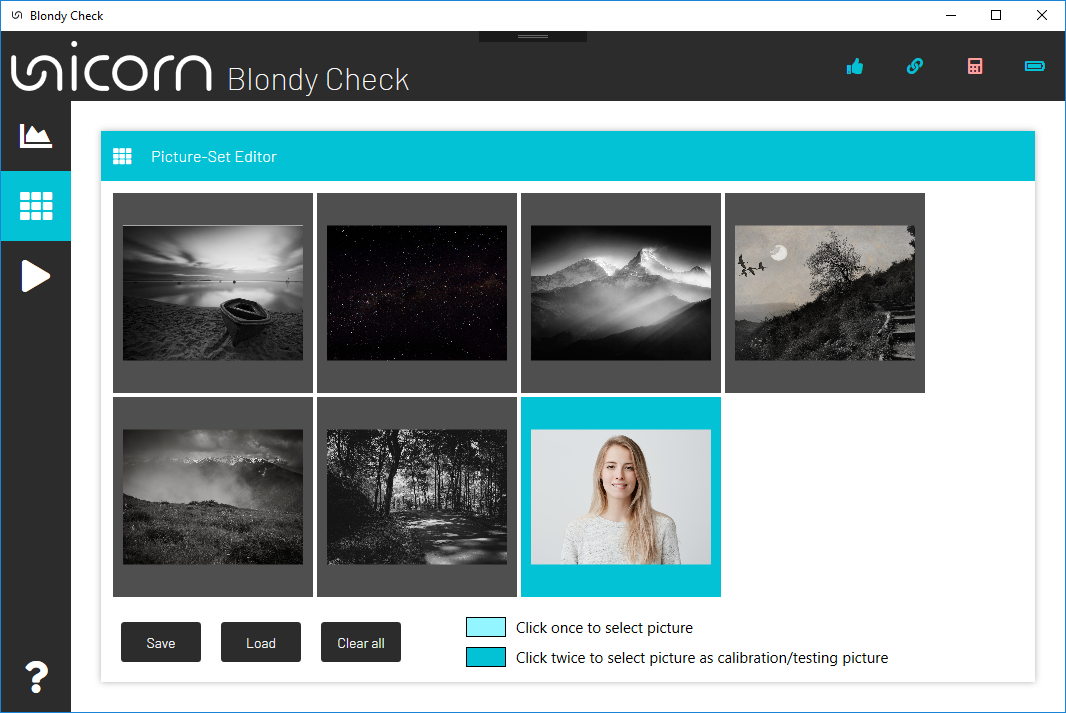 Blondy Check
unicorn Blondy Check
Picture-Set Editor
Save
Load
Clear all
Click once to select picture
Click twice to select picture as calibration/testing picture
?